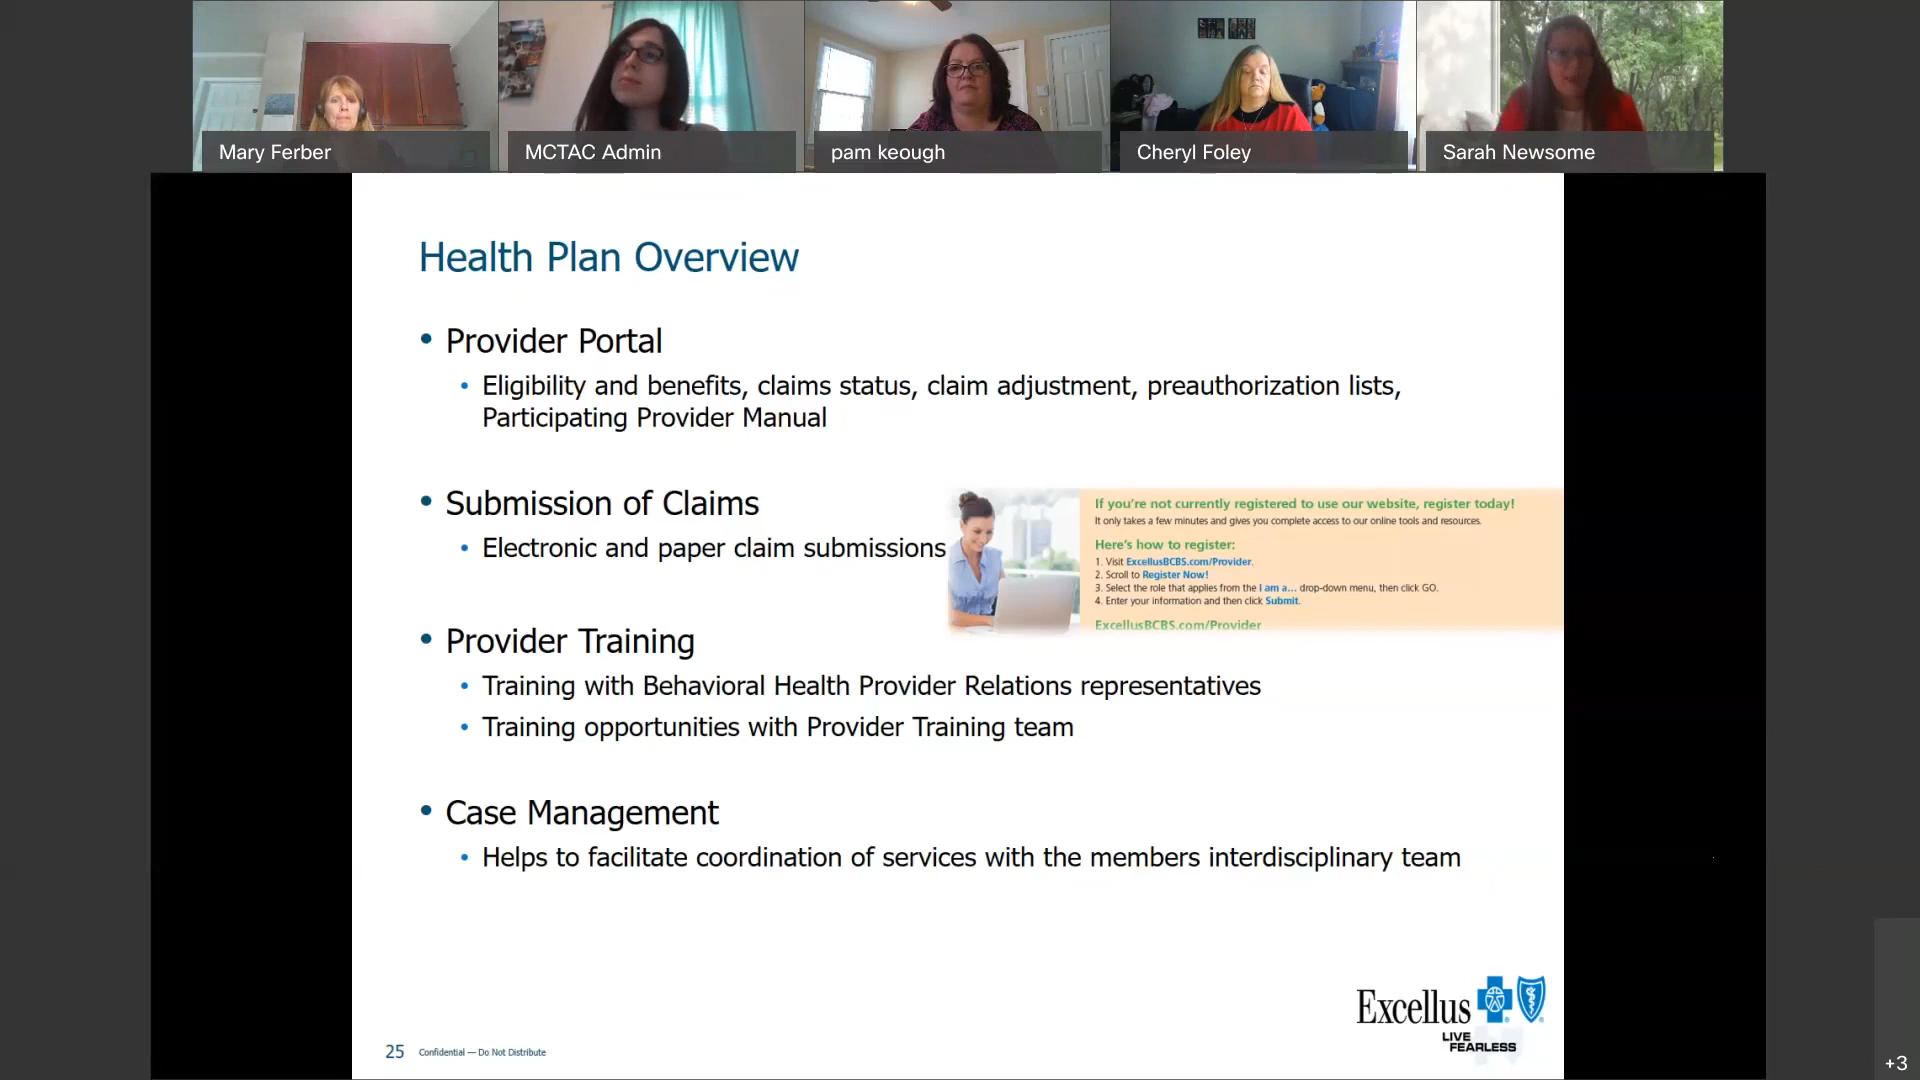 Mary Ferber
MCTAC Admin
pam keough
Cheryl Foley
Sarah Newsome
Health Plan Overview
• Provider Portal
• Eligibility and benefits, claims status, claim adjustment, preauthorization lists,
Participating Provider Manual
• Submission of Claims
• Electronic and paper claim submissions
If you're not currently registered to use our website, register today!
It only takes a few minutes and gives you complete access to our online tools and resources.
Here's how to register:
1. Visit ExcellusBCBS.com/Provider.
2. Scroll to Register Now!
3. Select the role that applies from the I am a... drop-down menu, then click GO.
4. Enter your information and then click Submit.
ExcellusBCBS.com/Provider
• Provider Training
• Training with Behavioral Health Provider Relations representatives
• Training opportunities with Provider Training team
• Case Management
• Helps to facilitate coordination of services with the members interdisciplinary team
Excellus
LIVE
FEARLESS
25 Confidential — Do Not Distribute
+3